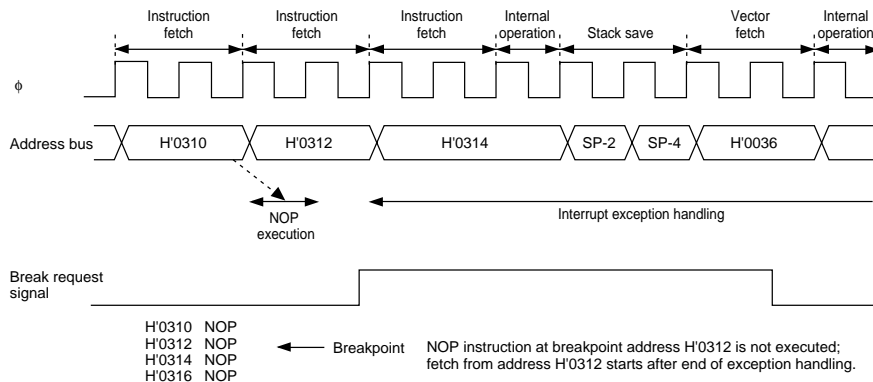 Instruction fetch
Instruction fetch
Instruction fetch
Internal operation
Stack save
Vector fetch
Internal operation
ϕ
Address bus
H'0310
H'0312
H'0314
SP-2
SP-4
H'0036
NOP execution
Interrupt exception handling
Break request signal
H'0310 NOP
H'0312 NOP
H'0314 NOP
H'0316 NOP
Breakpoint
NOP instruction at breakpoint address H'0312 is not executed;
fetch from address H'0312 starts after end of exception handling.